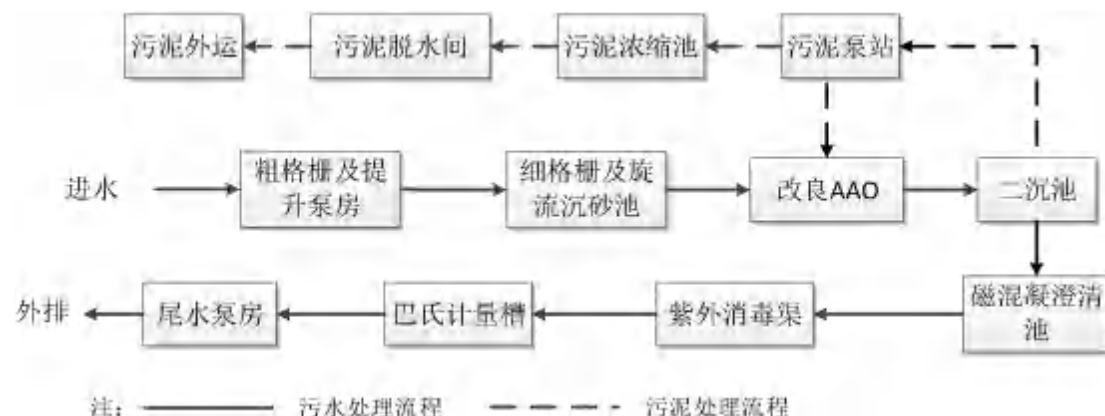 污泥外运
污泥脱水间
污泥浓缩池
污泥泵站
进水
粗格栅及提
升泵房
细格栅及旋
流沉砂池
改良AAO
二沉池
外排
尾水泵房
巴氏计量槽
紫外消毒渠
磁混凝澄清
池
注:
污水处理流程
污泥处理流程